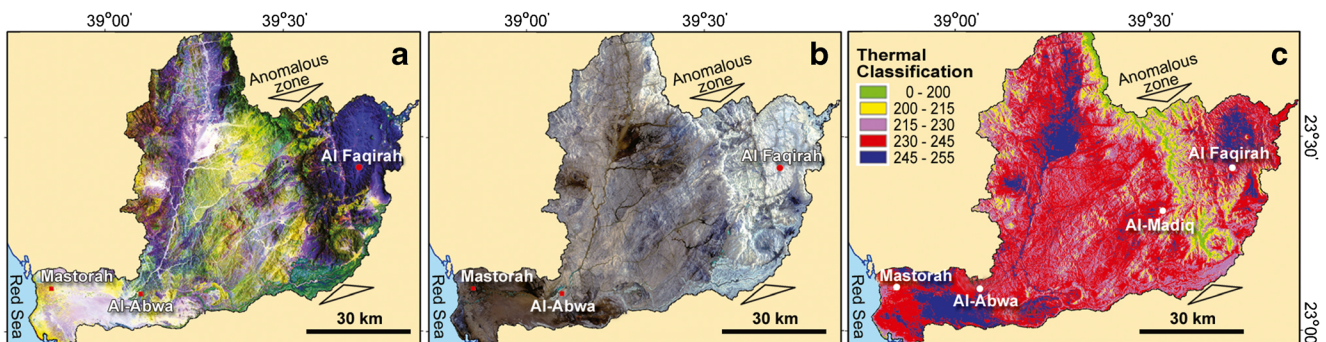 39°00'
39°30'
39°00'
39°30'
39°00'
39°30'
a
Anomalous
zone
Al Faqirah
Mastorah
Al-Abwa
Red Sea
30 km
b
Anomalous
zone
Al Faqirah
Mastorah
Al-Abwa
Red Sea
30 km
c
Thermal
Classification
0 - 200
200 - 215
215 - 230
230 - 245
245 - 255
Anomalous
zone
Al Faqirah
Al-Madiq
Mastorah
Al-Abwa
Red Sea
30 km
23°30'
23°00'